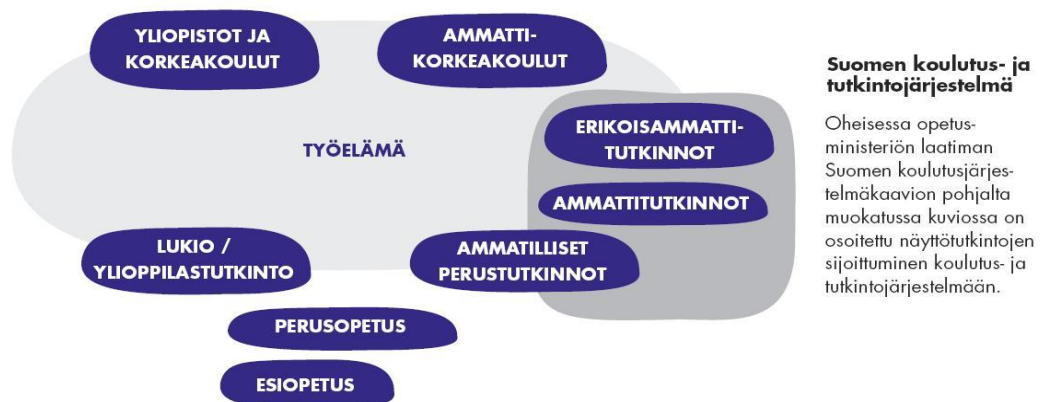 YLIOPISTOT JA
KORKEAKOULUT
AMMATTI-
KORKEAKOULUT
TYÖELÄMÄ
ERIKOISAMMATTI-
TUTKINNOT
AMMATTITUTKINNOT
LUKIO /
YLIOPPILASTUTKINTO
AMMATILLISET
PERUSTUTKINNOT
PERUSOPETUS
ESIOPETUS
Suomen koulutus- ja
tutkintojärjestelmä
Oheisessa opetus-
ministeriön laatiman
Suomen koulutusjärjes-
telmäkaavion pohjalta
muokatussa kuviossa on
osoitettu näyttötutkintojen
sijoittuminen koulutus- ja
tutkintojärjestelmään.